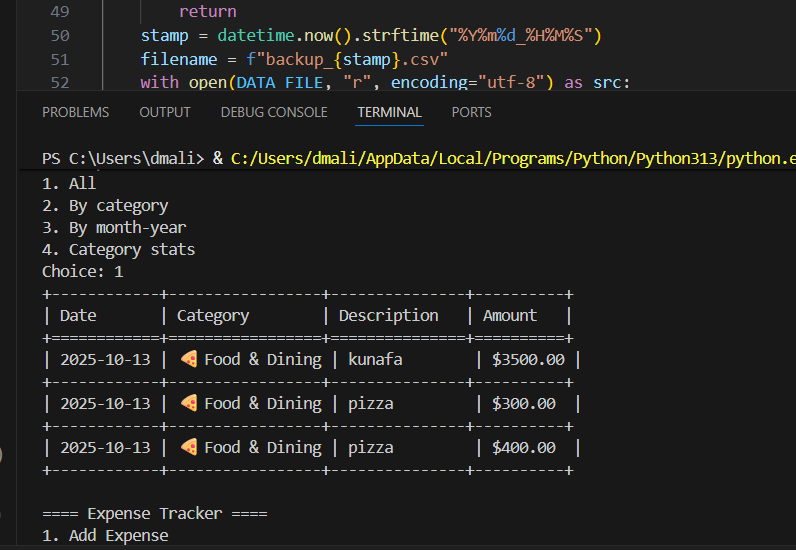 49 return
50 stamp = datetime.now().strftime("%Y%m%d_%H%M%S")
51 filename = f"backup_{stamp}.csv"
52 with open(DATA_FILE, "r", encoding="utf-8") as src:
PROBLEMS OUTPUT DEBUG CONSOLE TERMINAL PORTS
PS C:\Users\dmali> & C:/Users/dmali/AppData/Local/Programs/Python/Python313/python.e
1. All
2. By category
3. By month-year
4. Category stats
Choice: 1
+------------+-----------------+---------------+----------+
| Date | Category | Description | Amount |
+============+=================+===============+==========+
| 2025-10-13 | 🍕 Food & Dining | kunafa | $3500.00 |
+------------+-----------------+---------------+----------+
| 2025-10-13 | 🍕 Food & Dining | pizza | $300.00 |
+------------+-----------------+---------------+----------+
| 2025-10-13 | 🍕 Food & Dining | pizza | $400.00 |
+------------+-----------------+---------------+----------+
==== Expense Tracker ====
1. Add Expense